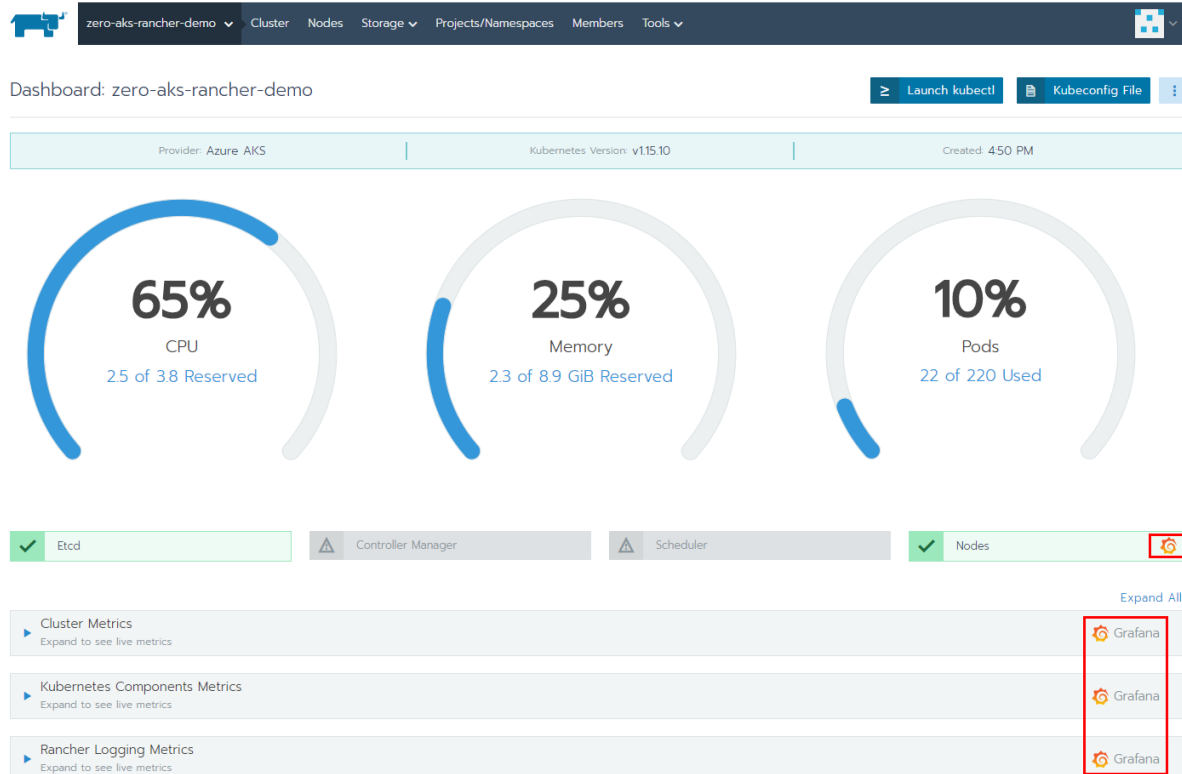 zero-aks-rancher-demo Cluster Nodes Storage Projects/Namespaces Members Tools
Dashboard: zero-aks-rancher-demo
Launch kubectl Kubeconfig File
Provider: Azure AKS Kubernetes Version: v1.15.10 Created: 4:50 PM
65% 25% 10%
CPU Memory Pods
2.5 of 3.8 Reserved 2.3 of 8.9 GiB Reserved 22 of 220 Used
Etcd Controller Manager Scheduler Nodes
Expand All
Cluster Metrics
Expand to see live metrics
Grafana
Kubernetes Components Metrics
Expand to see live metrics
Grafana
Rancher Logging Metrics
Expand to see live metrics
Grafana